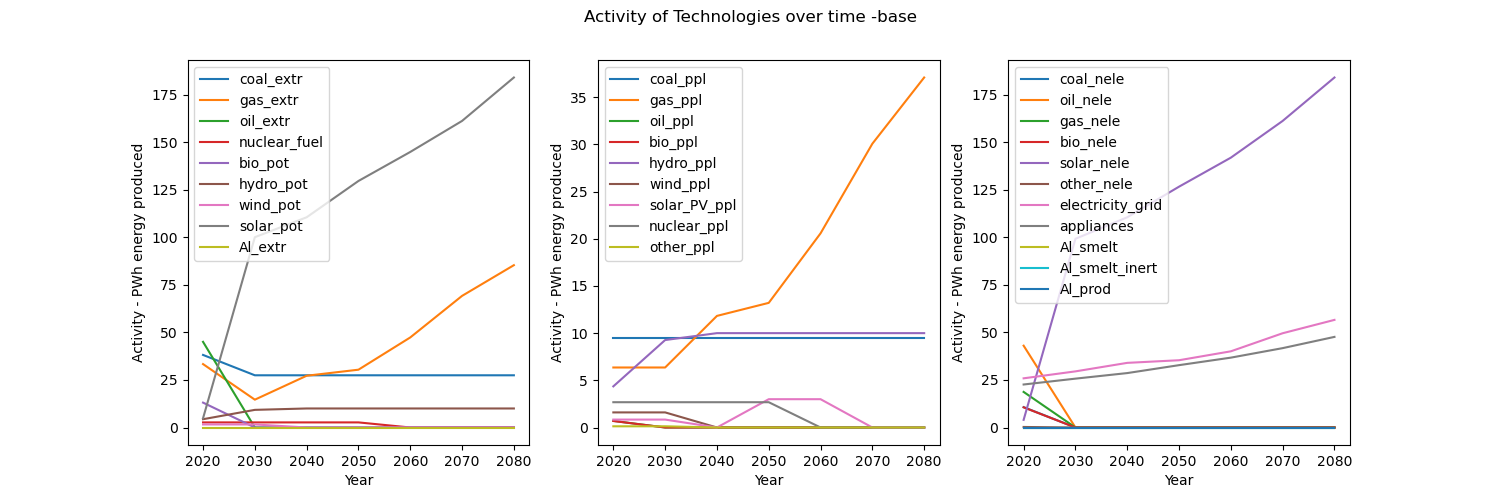 Activity of Technologies over time -base
Activity - PWh energy produced
175
150
125
100
75
50
25
0
coal_extr
gas_extr
oil_extr
nuclear_fuel
bio_pot
hydro_pot
wind_pot
solar_pot
Al_extr
2020 2030 2040 2050 2060 2070 2080
Year
Activity - PWh energy produced
35
30
25
20
15
10
5
0
coal_ppl
gas_ppl
oil_ppl
bio_ppl
hydro_ppl
wind_ppl
solar_PV_ppl
nuclear_ppl
other_ppl
2020 2030 2040 2050 2060 2070 2080
Year
Activity - PWh energy produced
175
150
125
100
75
50
25
0
coal_nele
oil_nele
gas_nele
bio_nele
solar_nele
other_nele
electricity_grid
appliances
Al_smelt
Al_smelt_inert
Al_prod
2020 2030 2040 2050 2060 2070 2080
Year